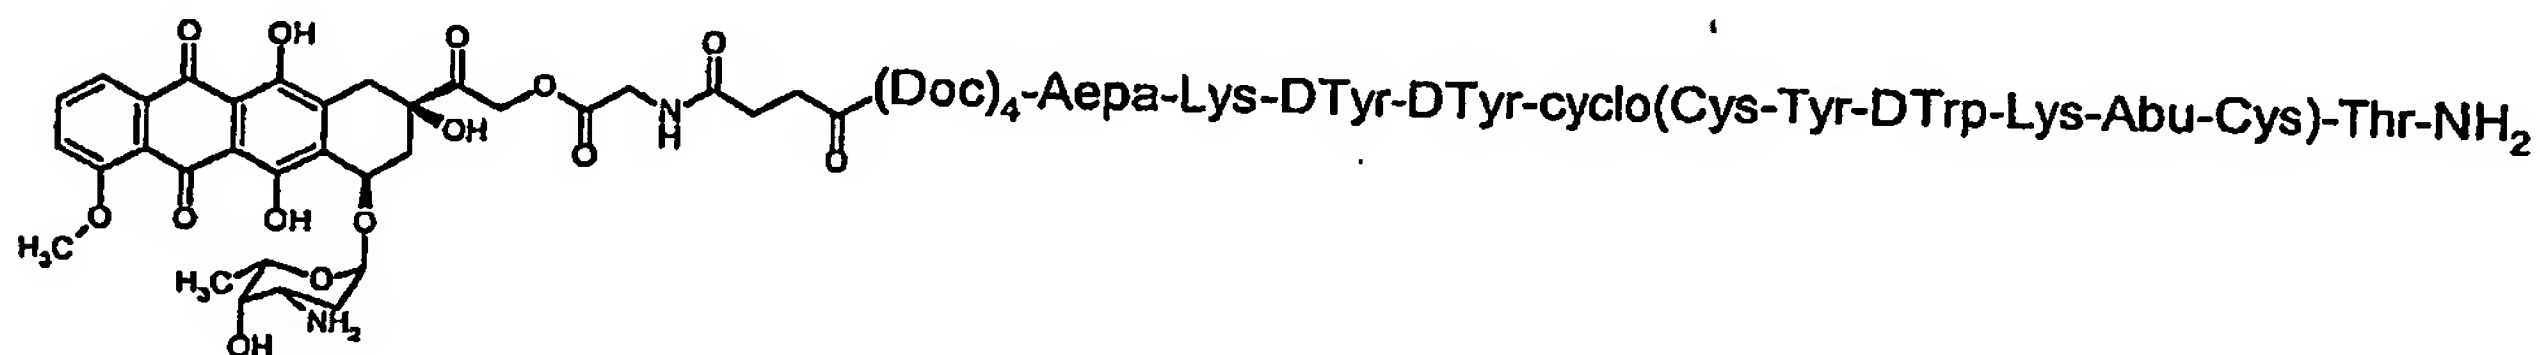 O OH O O
O
O
(Doc)₄-Aepa-Lys-DTyr-DTyr-cyclo(Cys-Tyr-DTrp-Lys-Abu-Cys)-Thr-NH₂
OH
N
H
O
O
O O OH O
H₃C
H₃C O
NH₂
OH